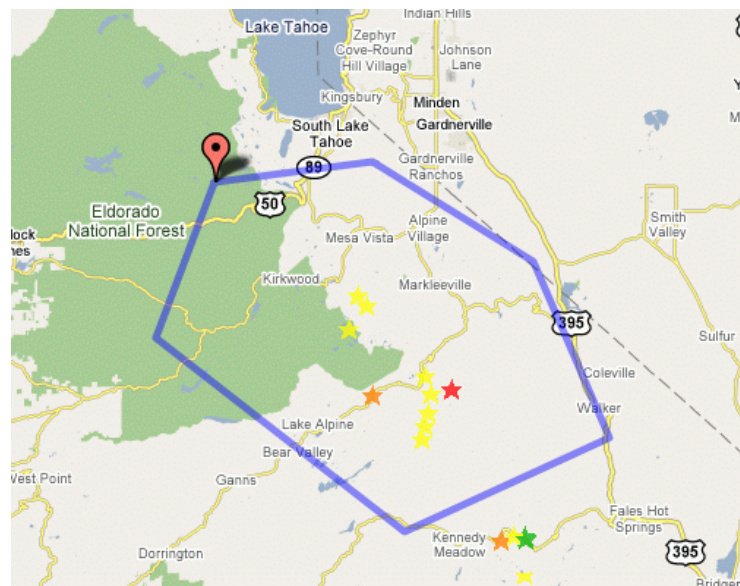 Indian Hills
Lake Tahoe
Zephyr
Cove-Round
Hill Village
Johnson
Lane
Kingsbury
Minden
Gardnerville
South Lake
Tahoe
Gardnerville
Ranchos
89
50
Eldorado
National Forest
Alpine
Village
Smith
Valley
Mesa Vista
Kirkwood
Markleeville
395
Sulfur
Coleville
Walker
Lake Alpine
Bear Valley
West Point
Ganns
Fales Hot
Springs
Kennedy
Meadow
Dorrington
395
Bridger